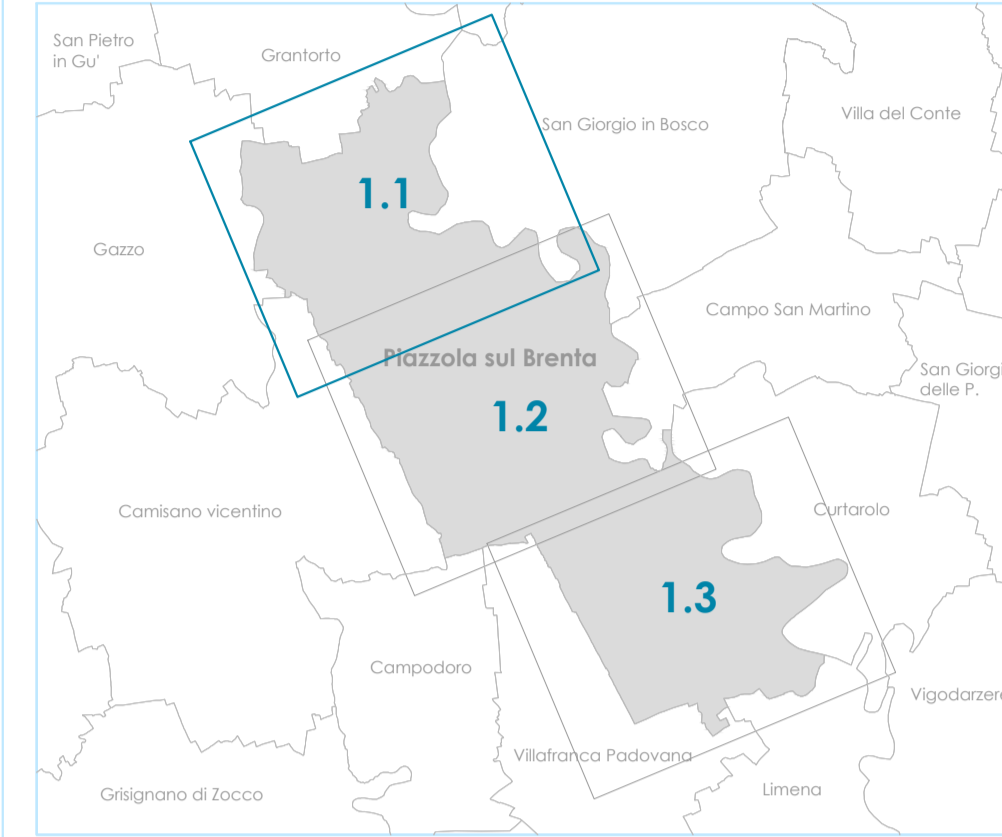 San Pietro
in Gu'
Grantorto
Villa del Conte
San Giorgio in Bosco
1.1
Gazzo
Campo San Martino
Piazzola sul Brenta
San Giorgi
delle P.
1.2
Camisano vicentino
Curtarolo
1.3
Campodoro
Vigodarzere
Villafranca Padovana
Limena
Grisignano di Zocco